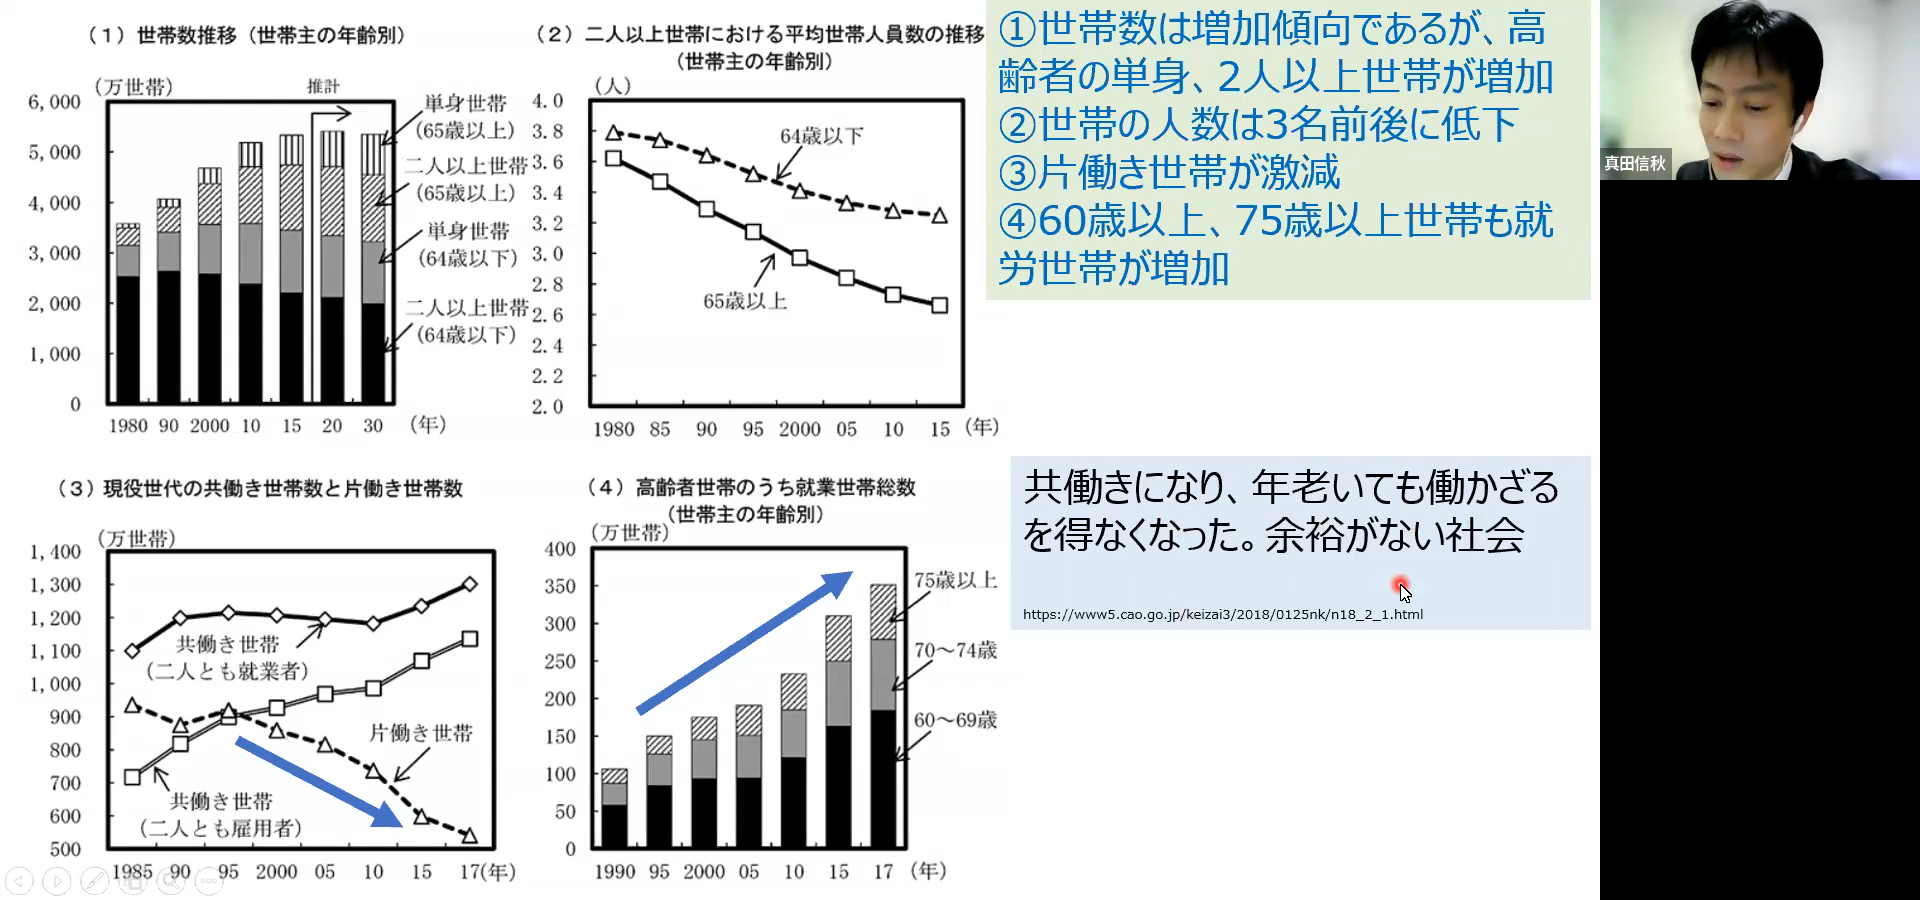 (1) 世帯数推移(世帯主の年齢別)
(万世帯)
推計
6,000
5,000
4,000
3,000
2,000
1,000
0
1980 90 2000 10 15 20 30 (年)
単身世帯
(65歳以上)
二人以上世帯
(65歳以上)
単身世帯
(64歳以下)
二人以上世帯
(64歳以下)
(2) 二人以上世帯における平均世帯人員数の推移
(世帯主の年齢別)
(人)
4.0
3.8
3.6
3.4
3.2
3.0
2.8
2.6
2.4
2.2
2.0
64歳以下
65歳以上
1980 85 90 95 2000 05 10 15 (年)
①世帯数は増加傾向であるが、高
齢者の単身、2人以上世帯が増加
②世帯の人数は3名前後に低下
③片働き世帯が激減
④60歳以上、75歳以上世帯も就
労世帯が増加
真田信秋
(3) 現役世代の共働き世帯数と片働き世帯数
(万世帯)
1,400
1,300
1,200
1,100
1,000
900
800
700
600
500
共働き世帯
(二人とも就業者)
片働き世帯
共働き世帯
(二人とも雇用者)
1985 90 95 2000 05 10 15 17(年)
(4) 高齢者世帯のうち就業世帯総数
(世帯主の年齢別)
(万世帯)
400
350
300
250
200
150
100
50
0
75歳以上
70~74歳
60~69歳
1990 95 2000 05 10 15 17 (年)
共働きになり、年老いても働かざる
を得なくなった。余裕がない社会
https://www5.cao.go.jp/keizai3/2018/0125nk/n18_2_1.html